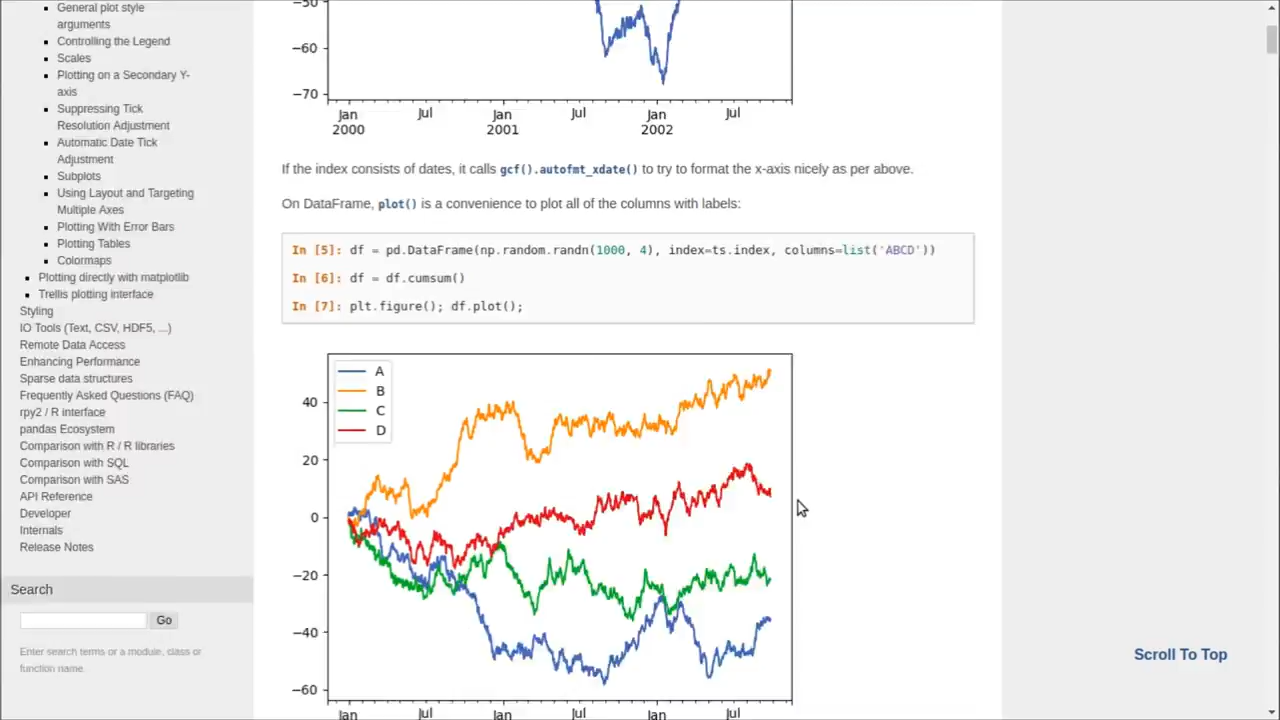 General plot style
arguments
Controlling the Legend
Scales
Plotting on a Secondary Y-
axis
Suppressing Tick
Resolution Adjustment
Automatic Date Tick
Adjustment
Subplots
Using Layout and Targeting
Multiple Axes
Plotting With Error Bars
Plotting Tables
Colormaps
Plotting directly with matplotlib
Trellis plotting interface
Styling
IO Tools (Text, CSV, HDF5, ...)
Remote Data Access
Enhancing Performance
Sparse data structures
Frequently Asked Questions (FAQ)
rpy2 / R interface
pandas Ecosystem
Comparison with R / R libraries
Comparison with SQL
Comparison with SAS
API Reference
Developer
Internals
Release Notes
Search
Go
Enter search terms or a module, class or
function name.
−50
−60
−70
Jan Jul Jan Jul Jan Jul
2000 2001 2002
If the index consists of dates, it calls gcf().autofmt_xdate() to try to format the x-axis nicely as per above.
On DataFrame, plot() is a convenience to plot all of the columns with labels:
In [5]: df = pd.DataFrame(np.random.randn(1000, 4), index=ts.index, columns=list('ABCD'))
In [6]: df = df.cumsum()
In [7]: plt.figure(); df.plot();
A
B
C
D
40
20
0
−20
−40
−60
Jan Jul Jan Jul Jan Jul
Scroll To Top